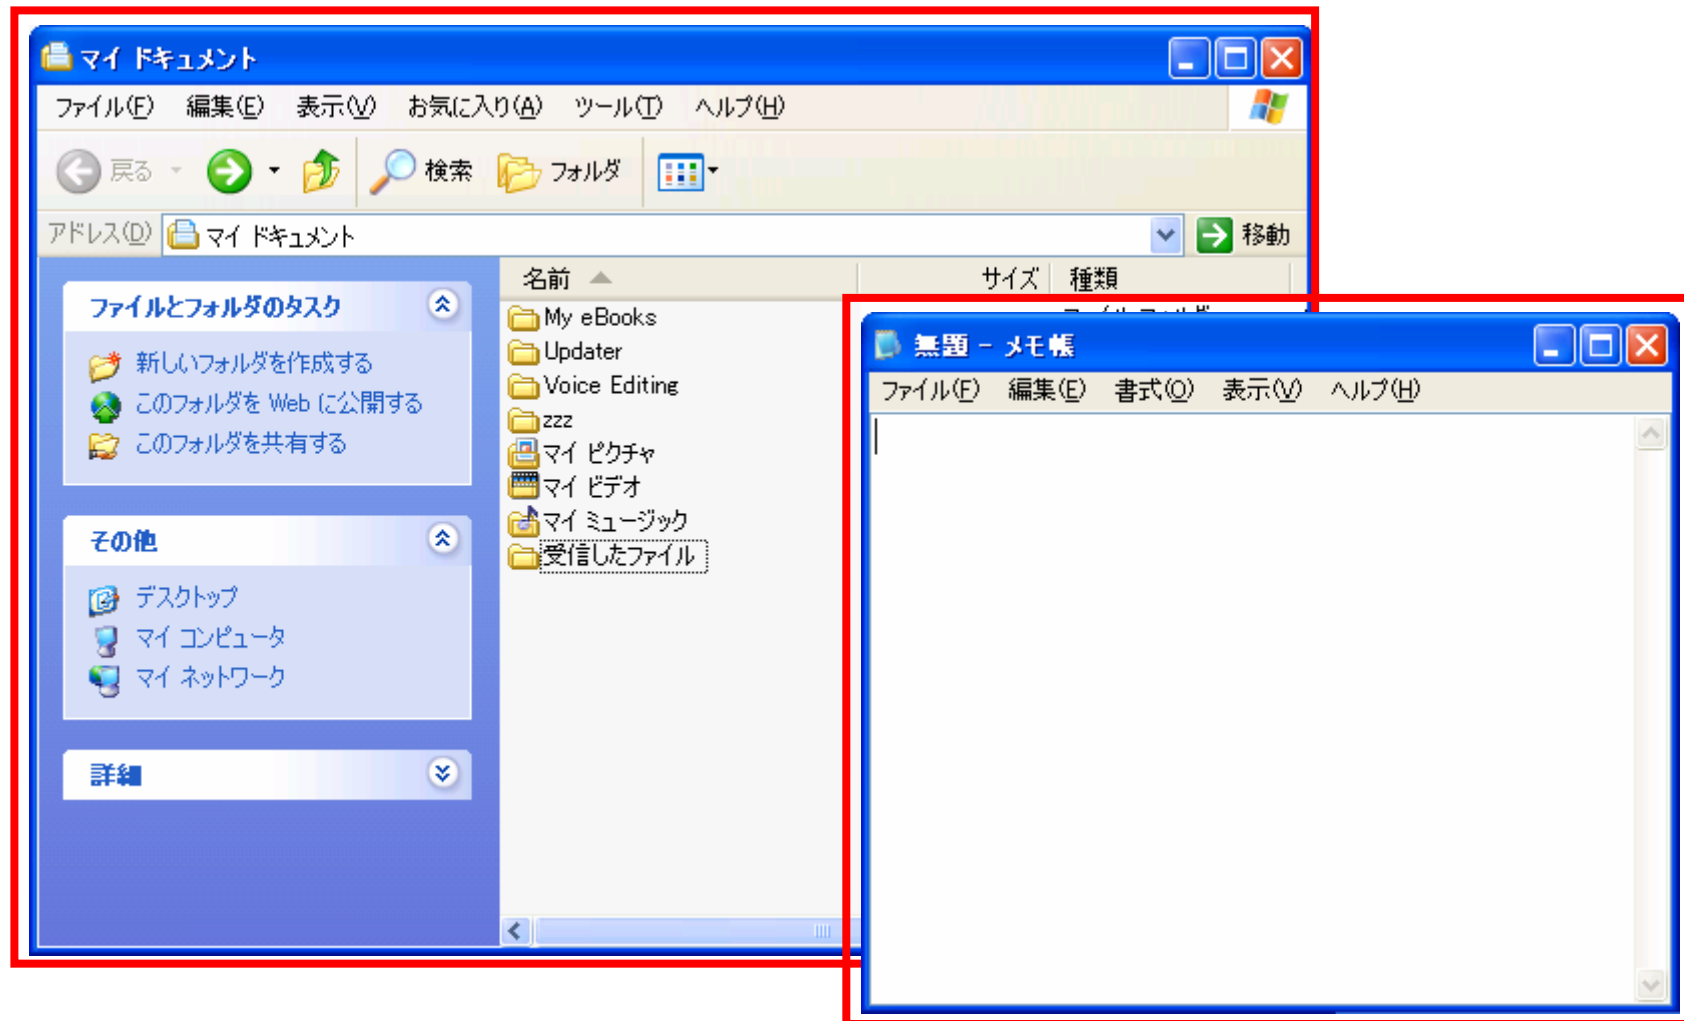 マイ ドキュメント
ファイル(F) 編集(E) 表示(V) お気に入り(A) ツール(T) ヘルプ(H)
戻る 検索 フォルダ
アドレス(D) マイ ドキュメント 移動
ファイルとフォルダのタスク
新しいフォルダを作成する
このフォルダを Web に公開する
このフォルダを共有する
その他
デスクトップ
マイ コンピュータ
マイ ネットワーク
詳細
名前 サイズ 種類
My eBooks
Updater
Voice Editing
zzz
マイ ピクチャ
マイ ビデオ
マイ ミュージック
受信したファイル
無題 - メモ帳
ファイル(F) 編集(E) 書式(O) 表示(V) ヘルプ(H)